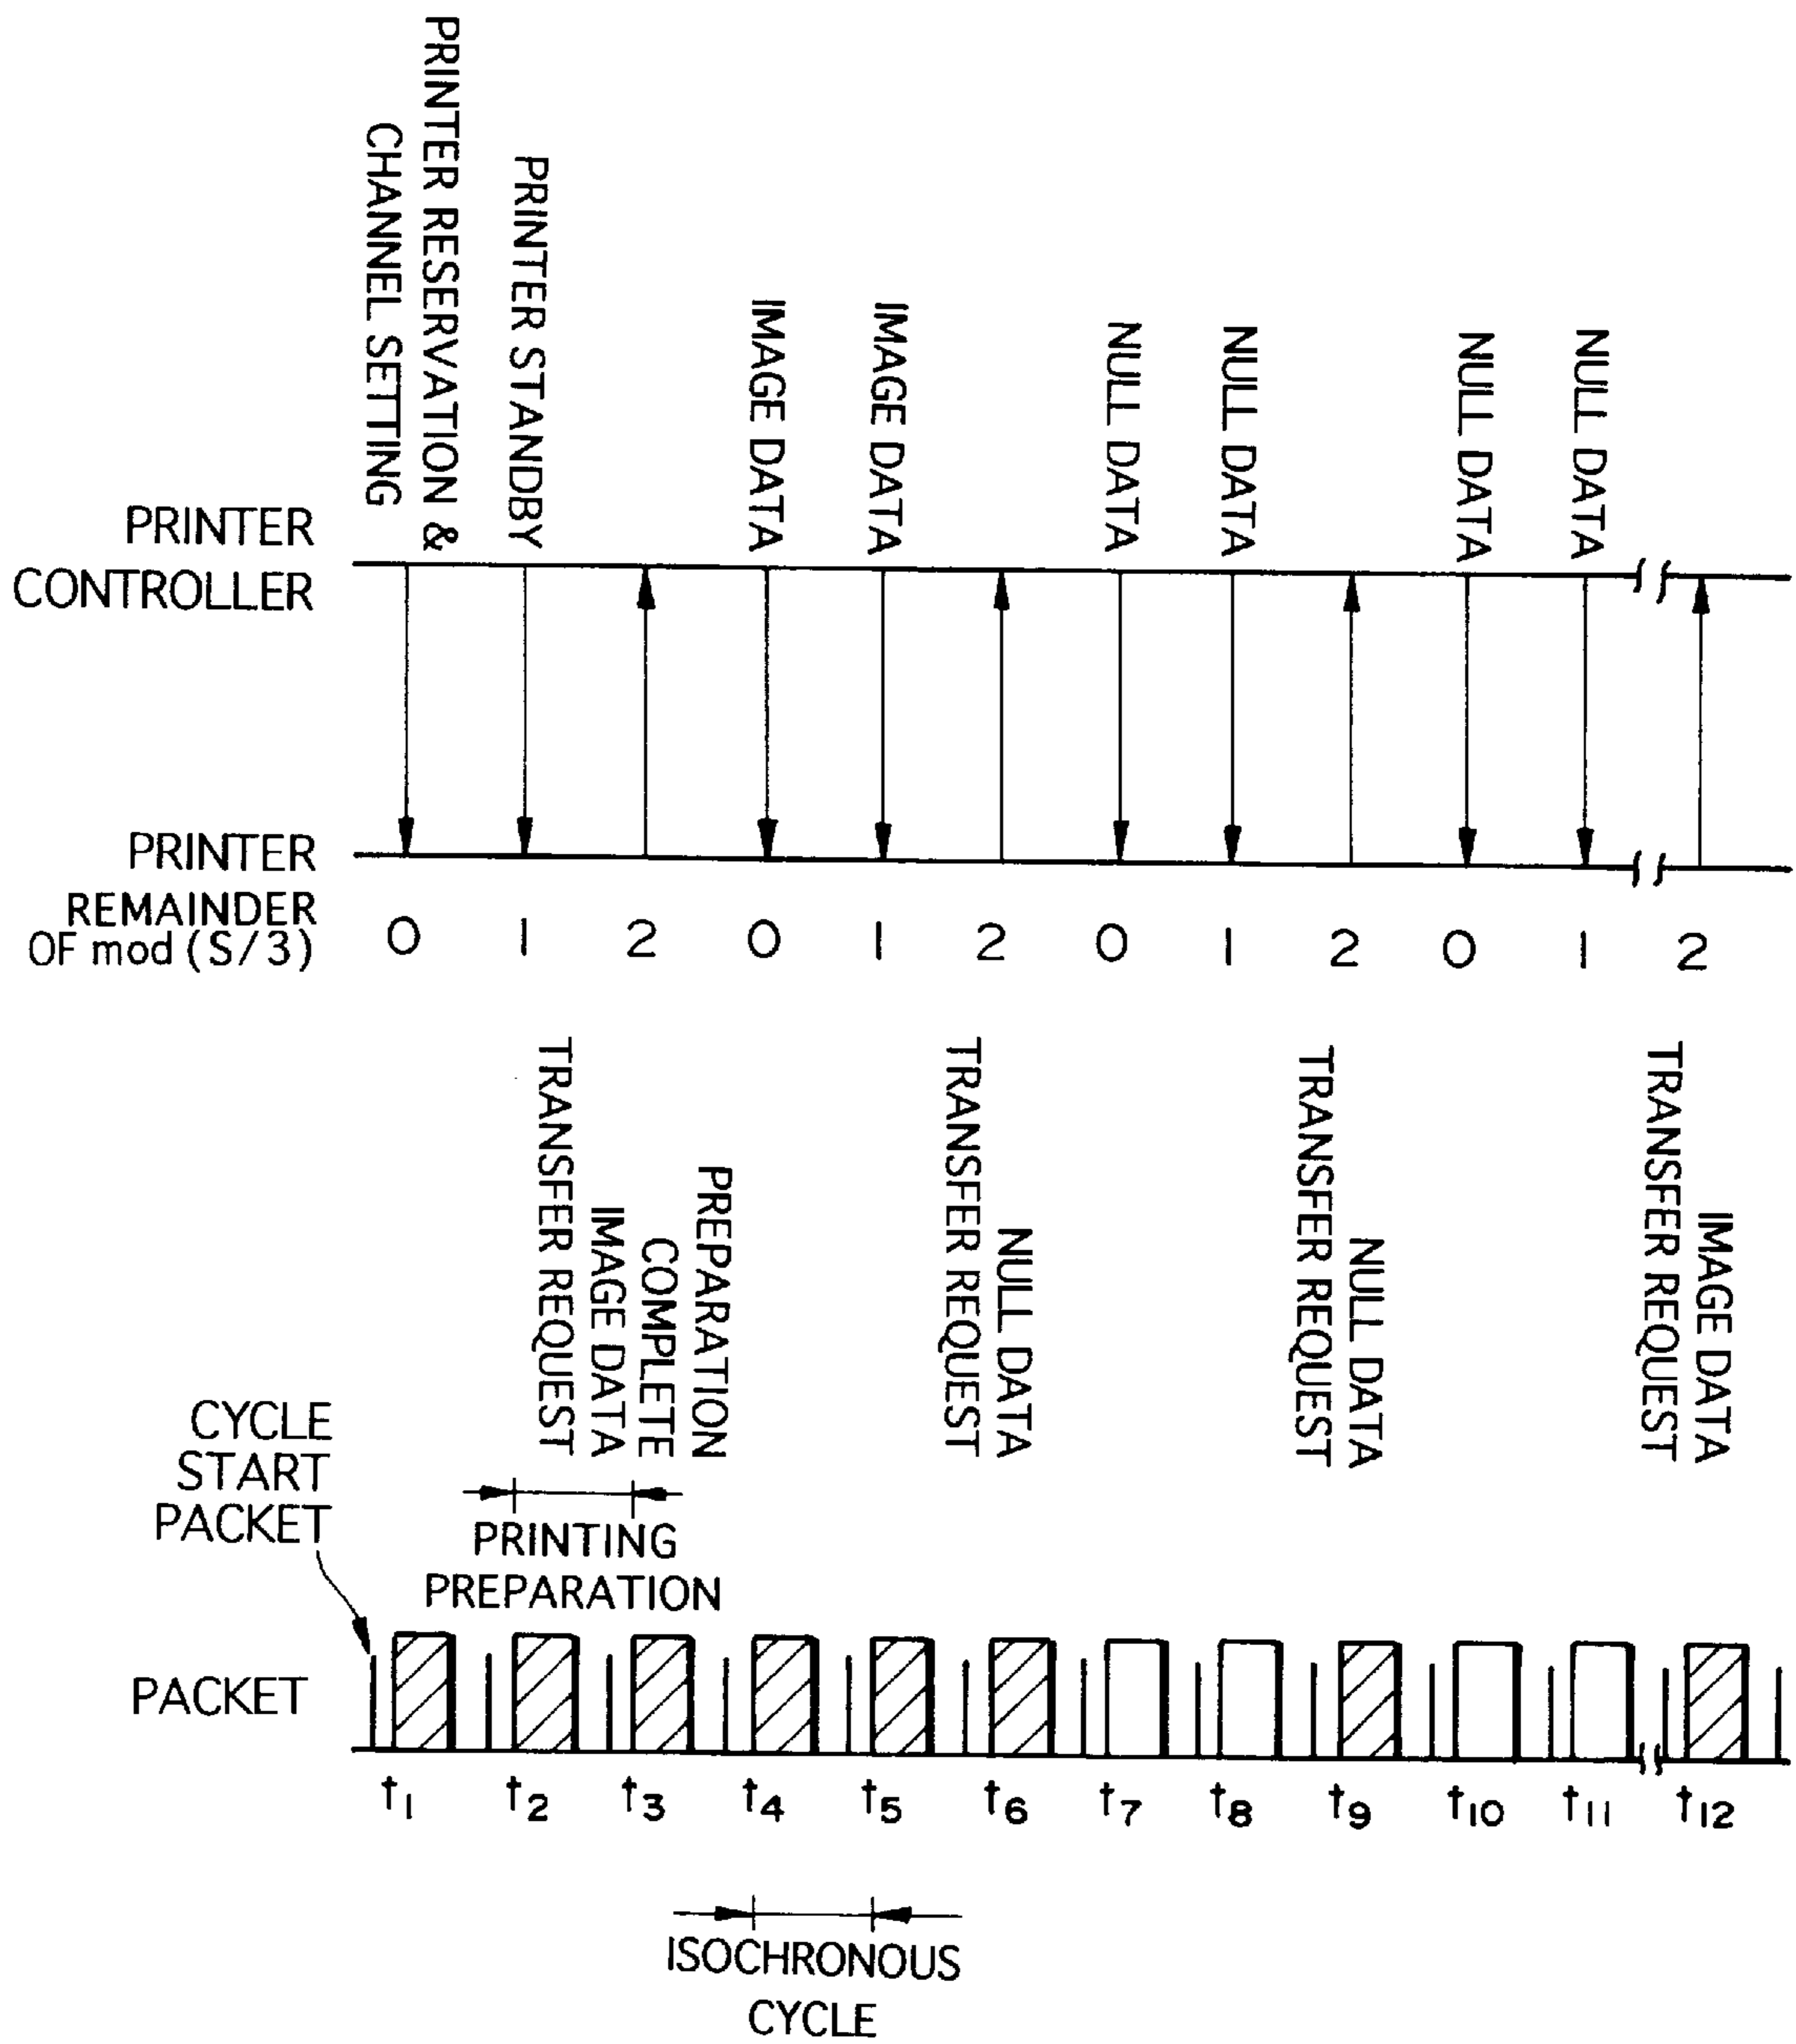 PRINTER RESERVATION &
CHANNEL SETTING
PRINTER STANDBY
IMAGE DATA
IMAGE DATA
NULL DATA
NULL DATA
NULL DATA
NULL DATA
PRINTER
CONTROLLER
PRINTER
REMAINDER
OF mod (S/3)
0 1 2 0 1 2 0 1 2 0 1 2
PREPARATION
COMPLETE
IMAGE DATA
TRANSFER REQUEST
NULL DATA
TRANSFER REQUEST
NULL DATA
TRANSFER REQUEST
IMAGE DATA
TRANSFER REQUEST
CYCLE
START
PACKET
PRINTING
PREPARATION
PACKET
t1 t2 t3 t4 t5 t6 t7 t8 t9 t10 t11 t12
ISOCHRONOUS
CYCLE